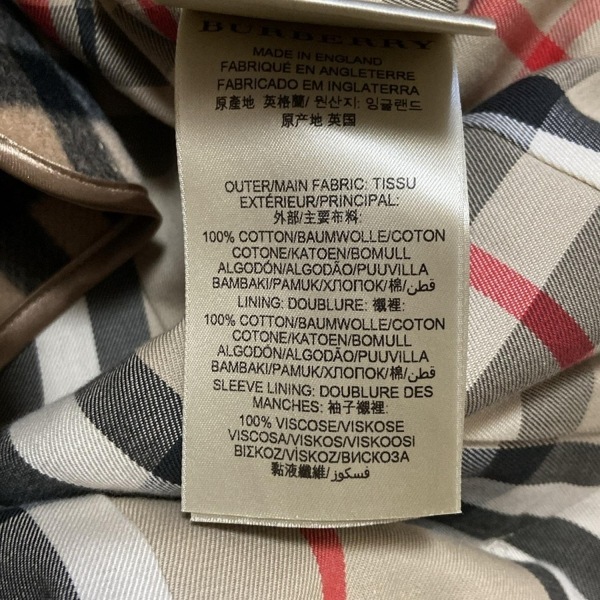 BURBERRY
MADE IN ENGLAND
FABRIQUÉ EN ANGLETERRE
FABRICADO EM INGLATERRA
原產地 英格蘭/ 원산지: 잉글랜드
原产地 英国
OUTER/MAIN FABRIC: TISSU
EXTÉRIEUR/PRINCIPAL:
外部/主要布料:
100% COTTON/BAUMWOLLE/COTON
COTONE/KATOEN/BOMULL
ALGODÓN/ALGODÃO/PUUVILLA
BAMBAKI/PAMUK/ХЛОПОК/棉/قطن
LINING: DOUBLURE: 襯裡:
100% COTTON/BAUMWOLLE/COTON
COTONE/KATOEN/BOMULL
ALGODÓN/ALGODÃO/PUUVILLA
BAMBAKI/PAMUK/ХЛОПОК/棉/قطن
SLEEVE LINING: DOUBLURE DES
MANCHES: 袖子襯裡:
100% VISCOSE/VISKOSE
VISCOSA/VISKOS/VISKOOSI
ΒΙΣΚΟΖ/VİSKOZ/ВИСКОЗА
黏液纖維/فسكوز